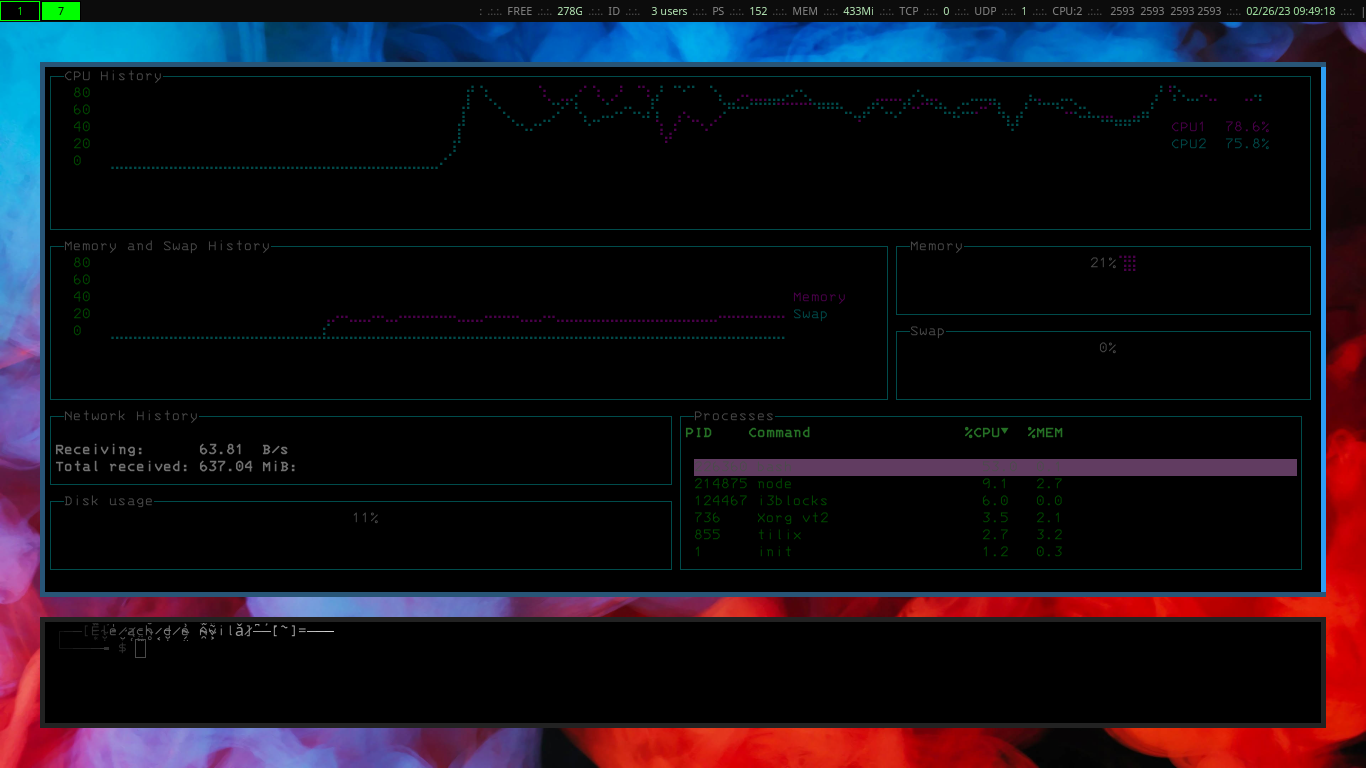 1 7 : .:.:. FREE .:.:. 278G .:.:. ID .:.:. 3 users .:.:. PS .:.:. 152 .:.:. MEM .:.:. 433Mi .:.:. TCP .:.:. 0 .:.:. UDP .:.:. 1 .:.:. CPU:2 .:.:. 2593 2593 2593 2593 .:.:. 02/26/23 09:49:18 .:.:. |
CPU History
80
60
40
CPU1 78.6%
20
CPU2 75.8%
0
Memory and Swap History
80
60
40
Memory
20
Swap
0
Memory
21%
Swap
0%
Network History
Receiving: 63.81 B/s
Total received: 637.04 MiB:
Disk usage
11%
Processes
PID Command %CPU▼ %MEM
214875 node 9.1 2.7
124467 i3blocks 6.0 0.0
736 Xorg vt2 3.5 2.1
855 tilix 2.7 3.2
1 init 1.2 0.3
[~]=
$